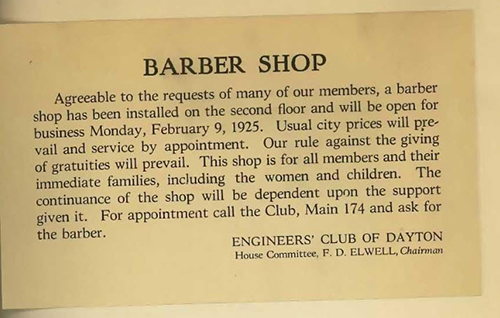 BARBER SHOP
Agreeable to the requests of many of our members, a barber
shop has been installed on the second floor and will be open for
business Monday, February 9, 1925. Usual city prices will pre-
vail and service by appointment. Our rule against the giving
of gratuities will prevail. This shop is for all members and their
immediate families, including the women and children. The
continuance of the shop will be dependent upon the support
given it. For appointment call the Club, Main 174 and ask for
the barber.
ENGINEERS' CLUB OF DAYTON
House Committee, F. D. ELWELL, Chairman